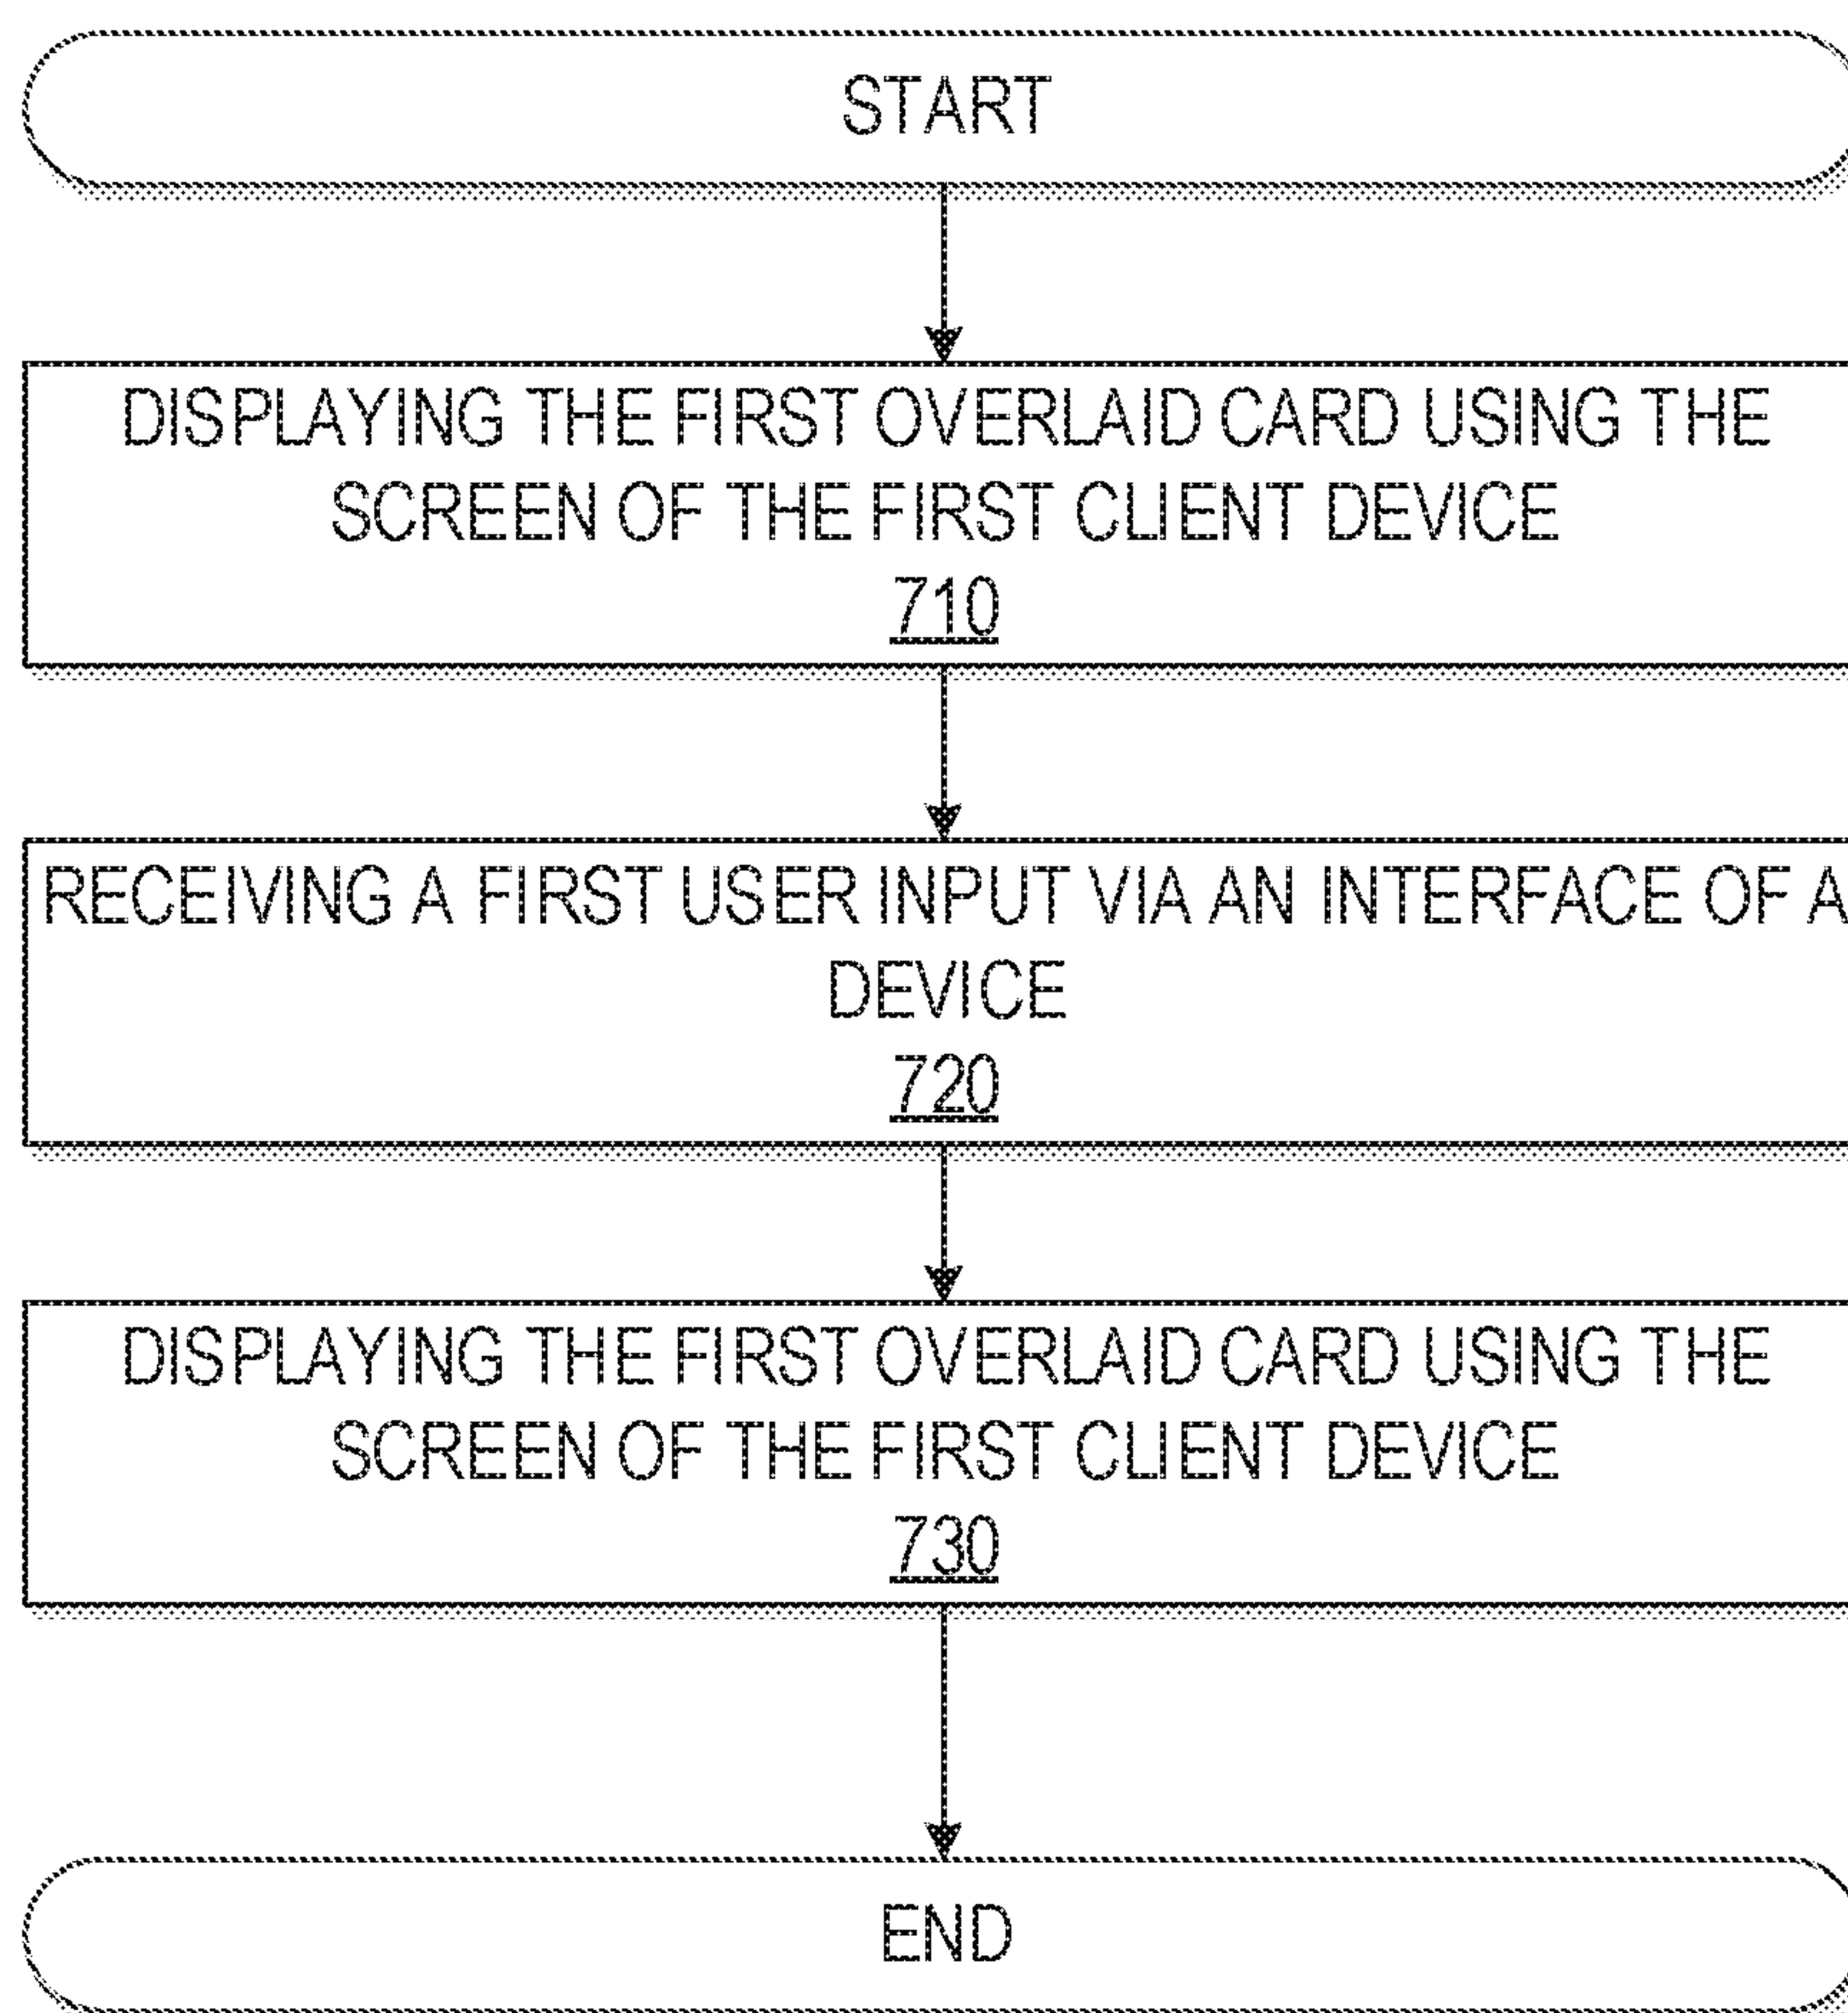 START
DISPLAYING THE FIRST OVERLAID CARD USING THE
SCREEN OF THE FIRST CLIENT DEVICE
710
RECEIVING A FIRST USER INPUT VIA AN INTERFACE OF A
DEVICE
720
DISPLAYING THE FIRST OVERLAID CARD USING THE
SCREEN OF THE FIRST CLIENT DEVICE
730
END